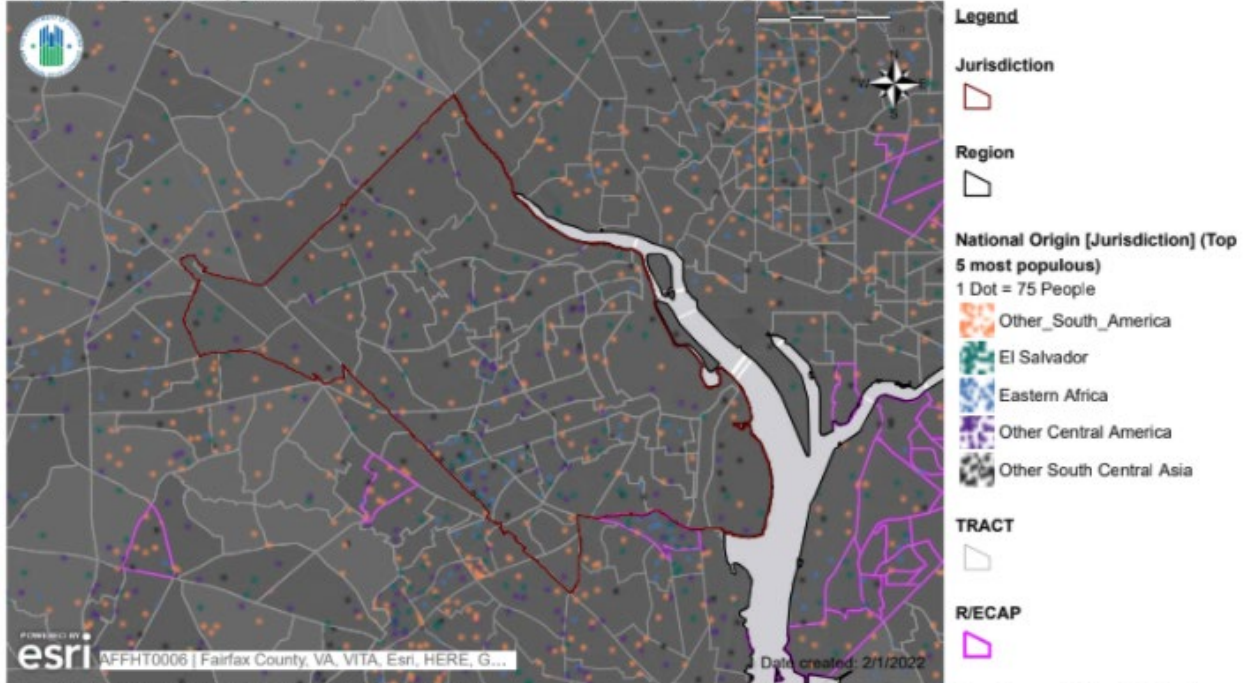 Legend
Jurisdiction
Region
National Origin [Jurisdiction] (Top
5 most populous)
1 Dot = 75 People
Other_South_America
El Salvador
Eastern Africa
Other Central America
Other South Central Asia
TRACT
R/ECAP
N
W
E
S
POWERED BY
esri
AFFHT0006 | Fairfax County, VA, VITA, Esri, HERE, G...
Date created: 2/1/2022